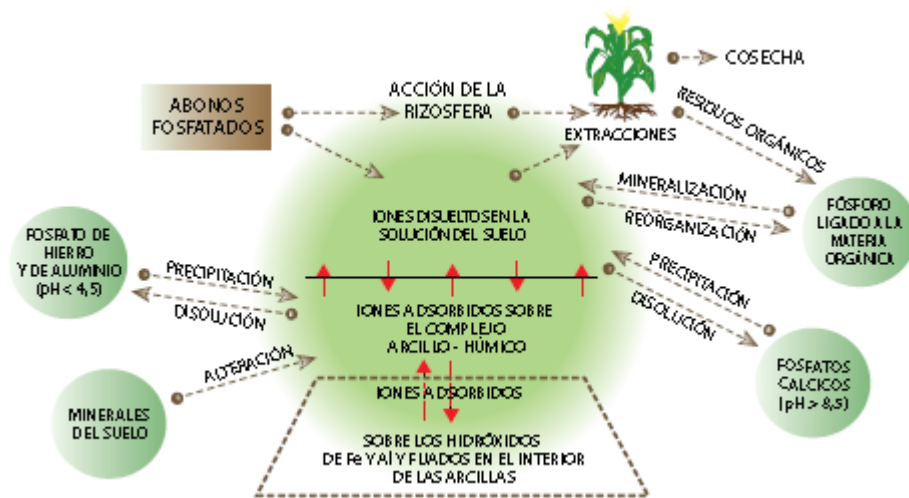 COSECHA
ACCIÓN DE LA
RIZOSFERA
ABONOS
FOSFATADOS
EXTRACCIONES
RESIDUOS ORGÁNICOS
MINERALIZACIÓN
REORGANIZACIÓN
FÓSFORO
LIGADO A LA
MATERIA
ORGÁNICA
IONES DISUELTOS EN LA
SOLUCIÓN DEL SUELO
FOSFATO DE
HIERRO
Y DE ALUMINIO
(pH < 4,5)
PRECIPITACIÓN
DISOLUCIÓN
PRECIPITACIÓN
DISOLUCIÓN
IONES ADSORBIDOS SOBRE
EL COMPLEJO
ARCILLO - HÚMICO
ALTERACIÓN
MINERALES
DEL SUELO
FOSFATOS
CALCICOS
(pH > 8,5)
IONES ADSORBIDOS
SOBRE LOS HIDRÓXIDOS
DE Fe Y Al Y FIJADOS EN EL INTERIOR
DE LAS ARCILLAS